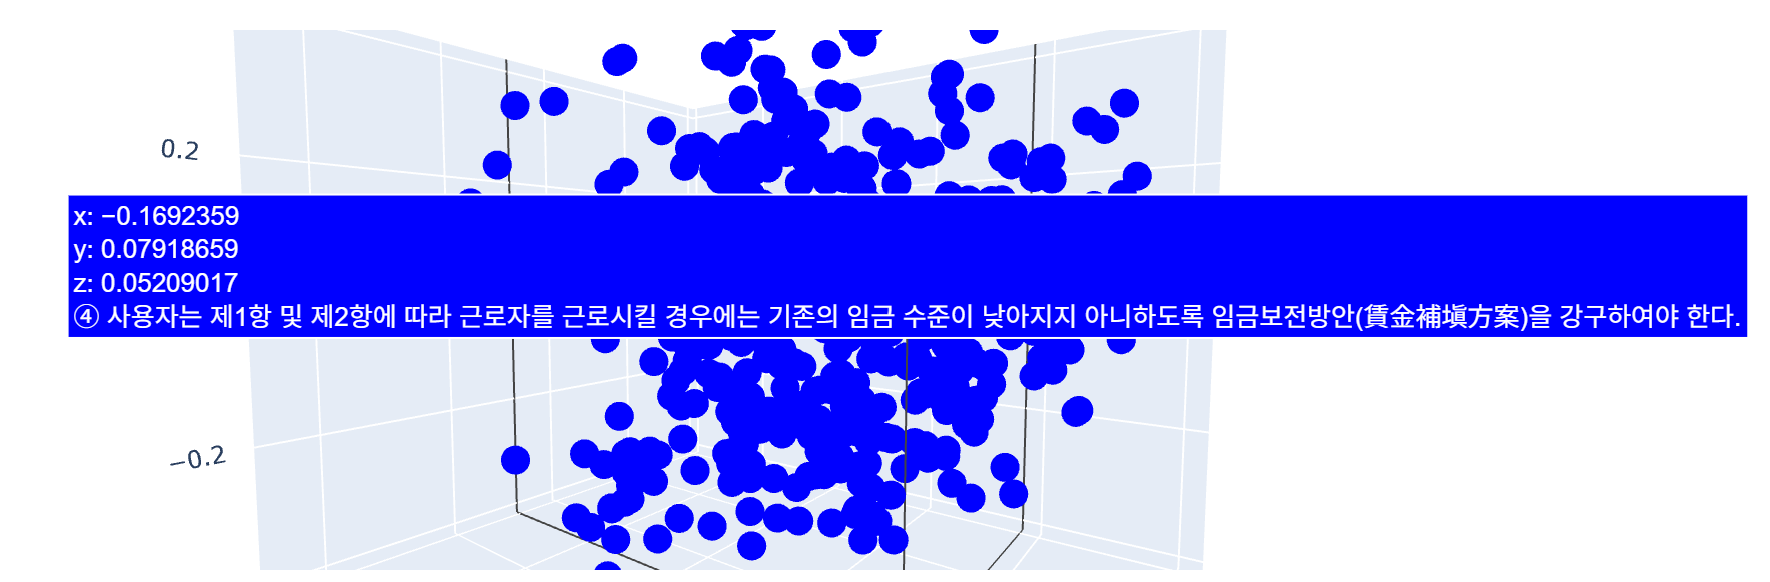 0.2
x: −0.1692359
y: 0.07918659
z: 0.05209017
④ 사용자는 제1항 및 제2항에 따라 근로자를 근로시킬 경우에는 기존의 임금 수준이 낮아지지 아니하도록 임금보전방안(賃金補塡方案)을 강구하여야 한다.
−0.2